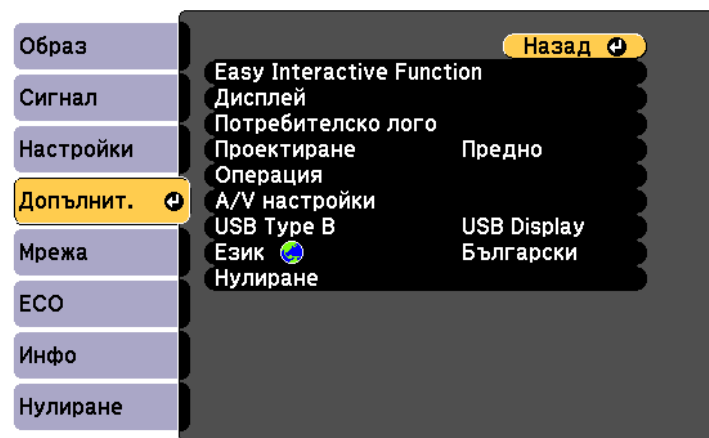 Образ
Сигнал
Настройки
Допълнит.
Мрежа
ECO
Инфо
Нулиране
Назад
Easy Interactive Function
Дисплей
Потребителско лого
Проектиране Предно
Операция
A/V настройки
USB Type B USB Display
Език Български
Нулиране